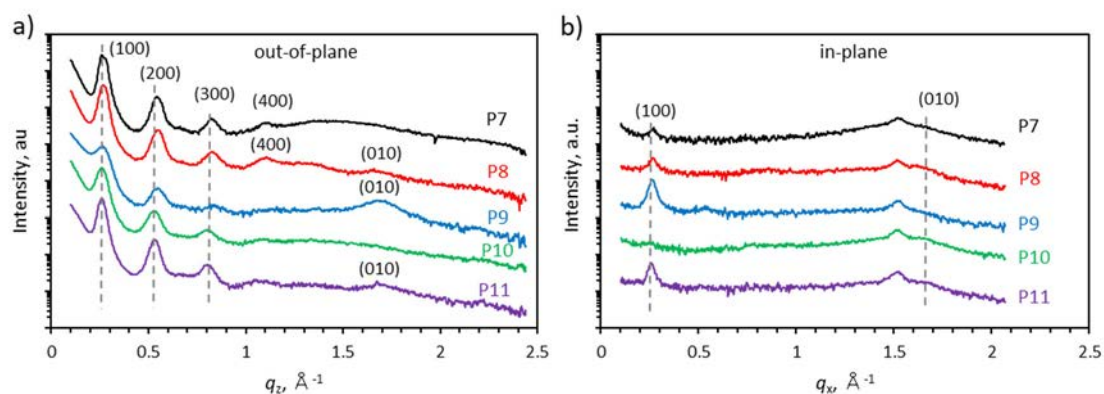 a)
out-of-plane
(100)
(200)
(300)
(400)
P7
(400)
(010)
P8
(010)
P9
P10
(010)
P11
Intensity, au
0
0.5
1
1.5
2
2.5
qz, Å-1
b)
in-plane
(100)
(010)
P7
P8
P9
P10
P11
Intensity, a.u.
0
0.5
1
1.5
2
2.5
qx, Å-1